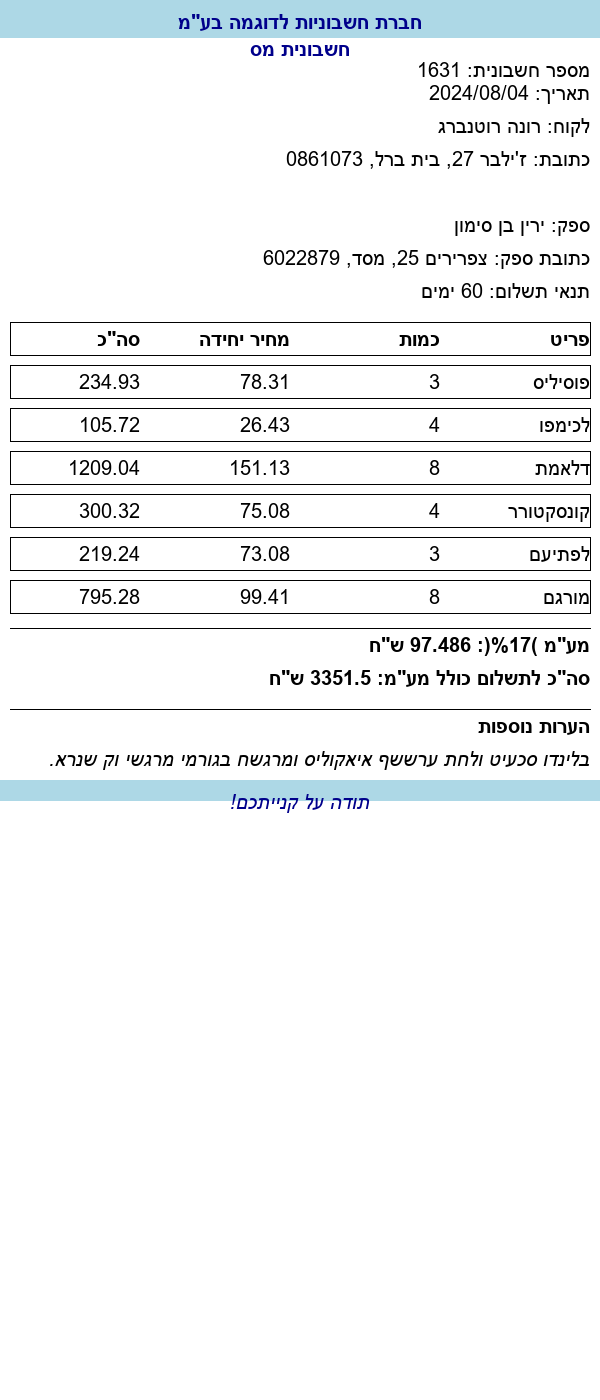 חברת חשבוניות לדוגמה בע"מ
חשבונית מס
מספר חשבונית: 1631
תאריך: 2024/08/04
לקוח: רונה רוטנברג
כתובת: ז'ילבר 27, בית ברל, 0861073
ספק: ירין בן סימון
כתובת ספק: צפרירים 25, מסד, 6022879
תנאי תשלום: 60 ימים
פריט כמות מחיר יחידה סה"כ
פוסיליס 3 78.31 234.93
לכימפו 4 26.43 105.72
דלאמת 8 151.13 1209.04
קונסקטורר 4 75.08 300.32
לפתיעם 3 73.08 219.24
מורגם 8 99.41 795.28
מע"מ )17%(: 97.486 ש"ח
סה"כ לתשלום כולל מע"מ: 3351.5 ש"ח
הערות נוספות
בלינדו סכעיט ולחת ערששף איאקוליס ומרגשח בגורמי מרגשי וק שנרא.
תודה על קנייתכם!